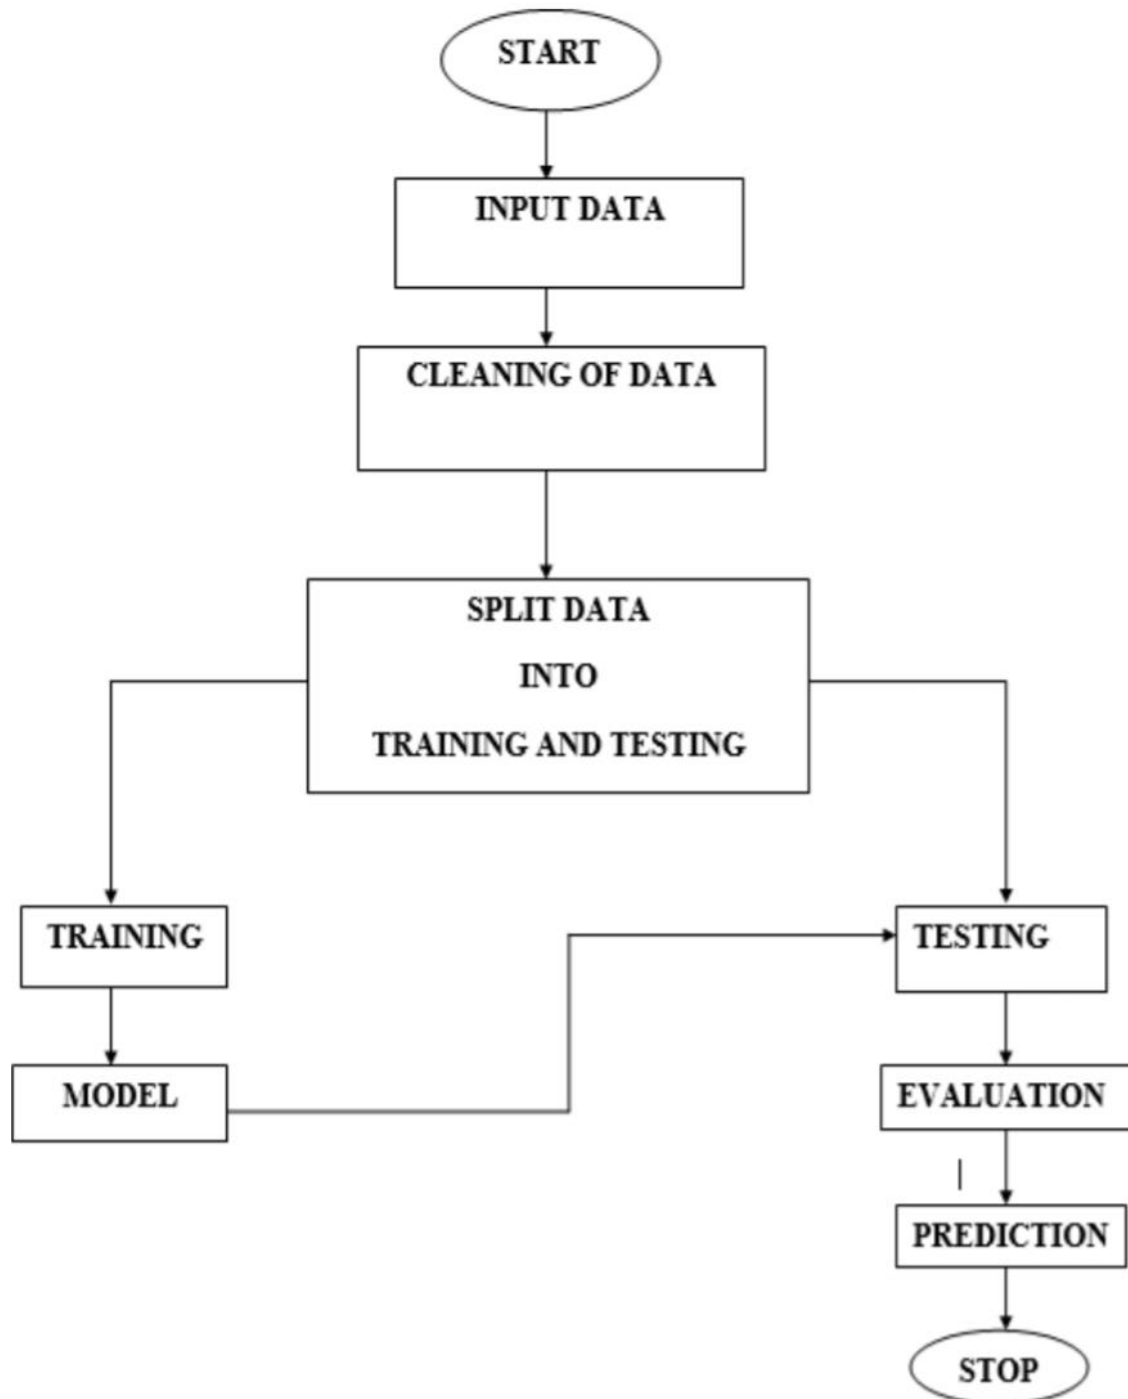 START
INPUT DATA
CLEANING OF DATA
SPLIT DATA
INTO
TRAINING AND TESTING
TRAINING
TESTING
MODEL
EVALUATION
PREDICTION
STOP